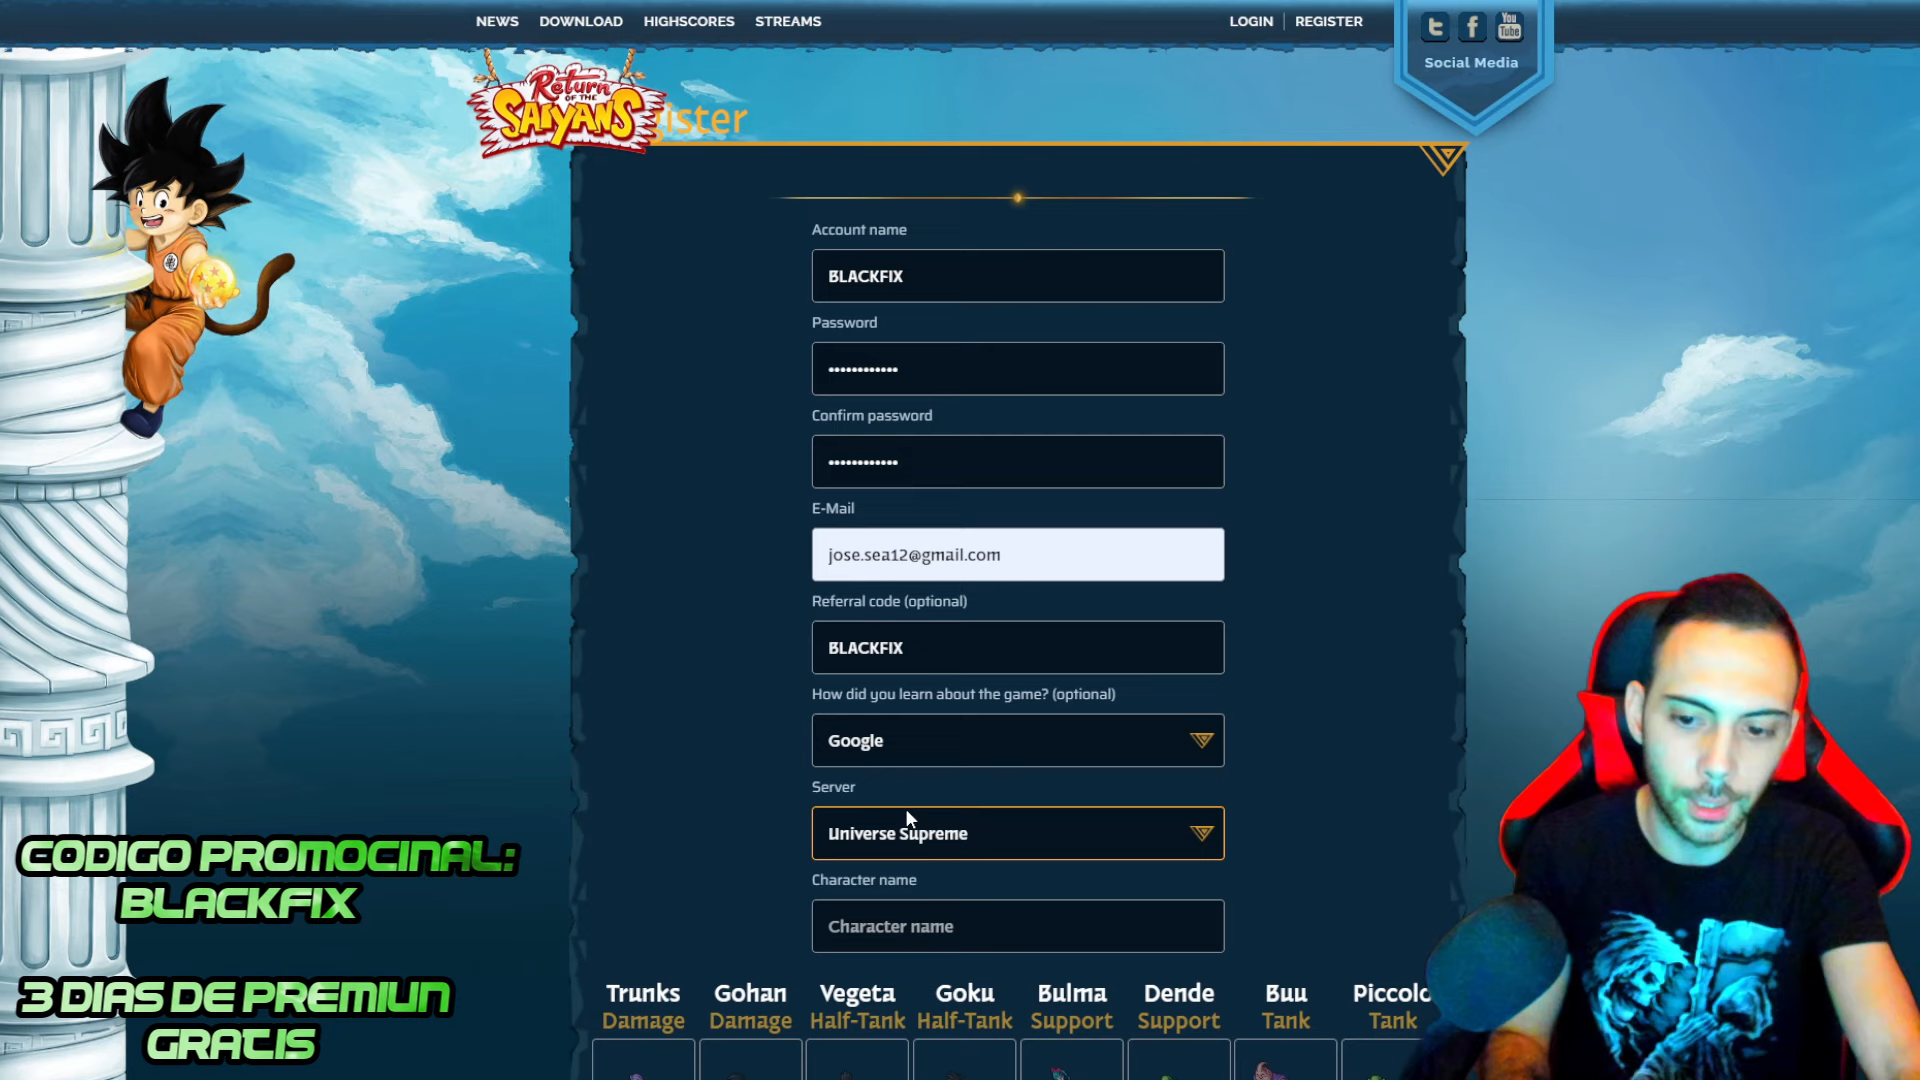 NEWS DOWNLOAD HIGHSCORES STREAMS LOGIN REGISTER
Social Media
Return
OF THE
SAIYANS
ister
Account name
BLACKFIX
Password
••••••••••••
Confirm password
••••••••••••
E-Mail
jose.sea12@gmail.com
Referral code (optional)
BLACKFIX
How did you learn about the game? (optional)
Google
Server
Universe Supreme
Character name
Character name
Trunks Gohan Vegeta Goku Bulma Dende Buu Piccolo
Damage Damage Half-Tank Half-Tank Support Support Tank Tank
CODIGO PROMOCINAL:
BLACKFIX
3 DIAS DE PREMIUN
GRATIS